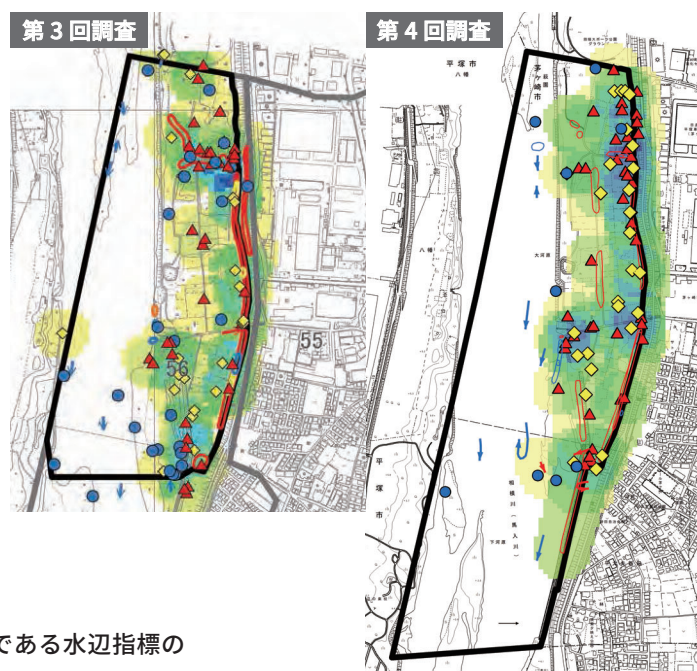 第3回調査
第4回調査
平塚市
八幡
茅ヶ崎市
萩園
八幡
大河原
55
56
平塚市
相模川(馬入川)
下河原
である水辺指標の